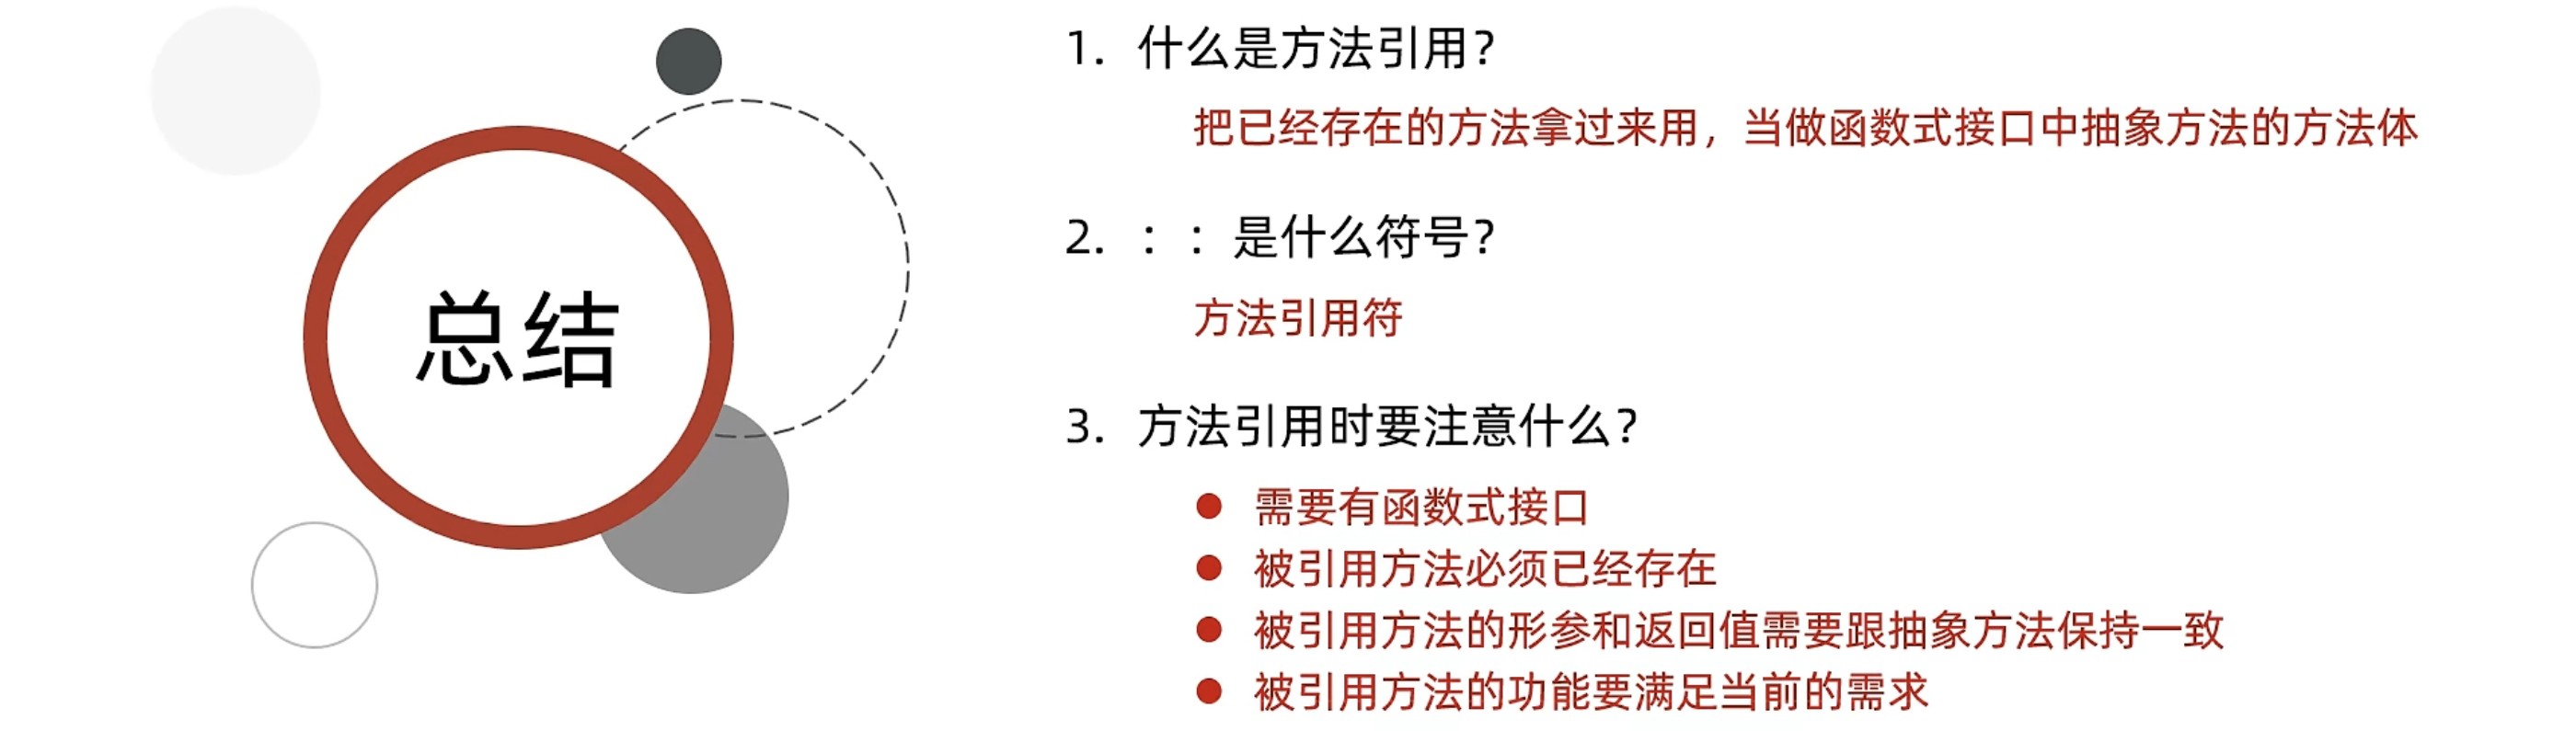 总结
1. 什么是方法引用？
把已经存在的方法拿过来用，当做函数式接口中抽象方法的方法体
2. ：：是什么符号？
方法引用符
3. 方法引用时要注意什么？
● 需要有函数式接口
● 被引用方法必须已经存在
● 被引用方法的形参和返回值需要跟抽象方法保持一致
● 被引用方法的功能要满足当前的需求